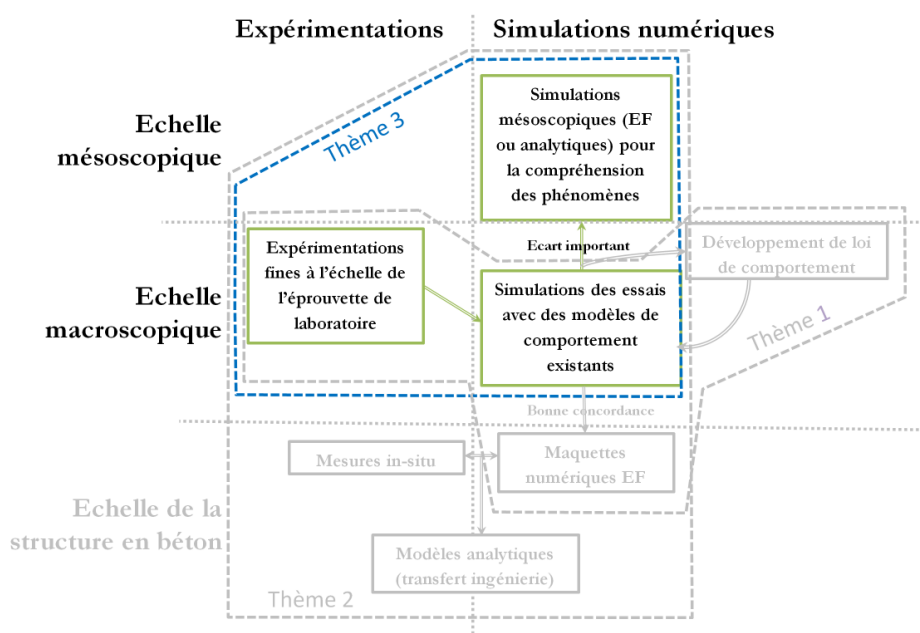 Expérimentations
Simulations numériques
Echelle
mésoscopique
Thème 3
Simulations
mésoscopiques (EF
ou analytiques) pour
la compréhension
des phénomènes
Ecart important
Développement de loi
de comportement
Thème 1
Echelle
macroscopique
Expérimentations
fines à l'échelle de
l'éprouvette de
laboratoire
Simulations des essais
avec des modèles de
comportement
existants
Bonne concordance
Mesures in-situ
Maquettes
numériques EF
Echelle de la
structure en béton
Modèles analytiques
(transfert ingénierie)
Thème 2